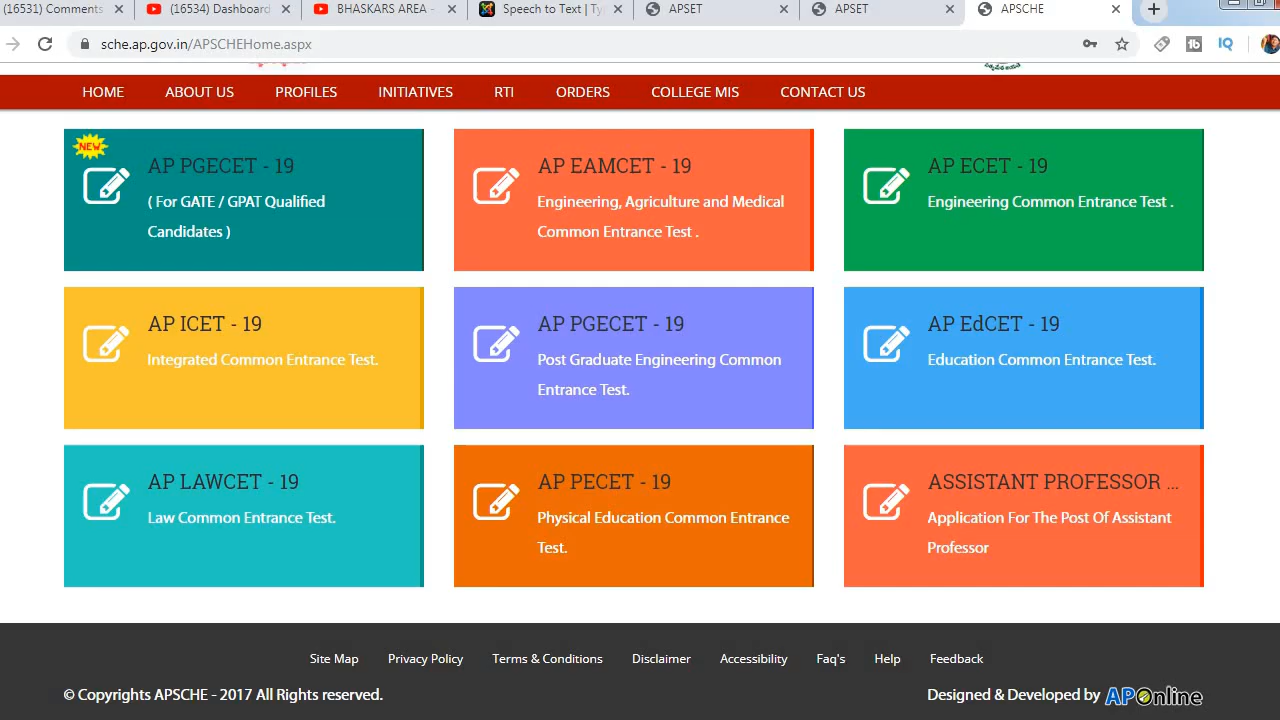 (16531) Comments
(16534) Dashboard
BHASKARS AREA -
Speech to Text | Ty
APSET
APSET
APSCHE
sche.ap.gov.in/APSCHEHome.aspx
HOME ABOUT US PROFILES INITIATIVES RTI ORDERS COLLEGE MIS CONTACT US
NEW
AP PGECET - 19
( For GATE / GPAT Qualified
Candidates )
AP EAMCET - 19
Engineering, Agriculture and Medical
Common Entrance Test .
AP ECET - 19
Engineering Common Entrance Test .
AP ICET - 19
Integrated Common Entrance Test.
AP PGECET - 19
Post Graduate Engineering Common
Entrance Test.
AP EdCET - 19
Education Common Entrance Test.
AP LAWCET - 19
Law Common Entrance Test.
AP PECET - 19
Physical Education Common Entrance
Test.
ASSISTANT PROFESSOR ...
Application For The Post Of Assistant
Professor
Site Map Privacy Policy Terms & Conditions Disclaimer Accessibility Faq's Help Feedback
© Copyrights APSCHE - 2017 All Rights reserved.
Designed & Developed by APOnline